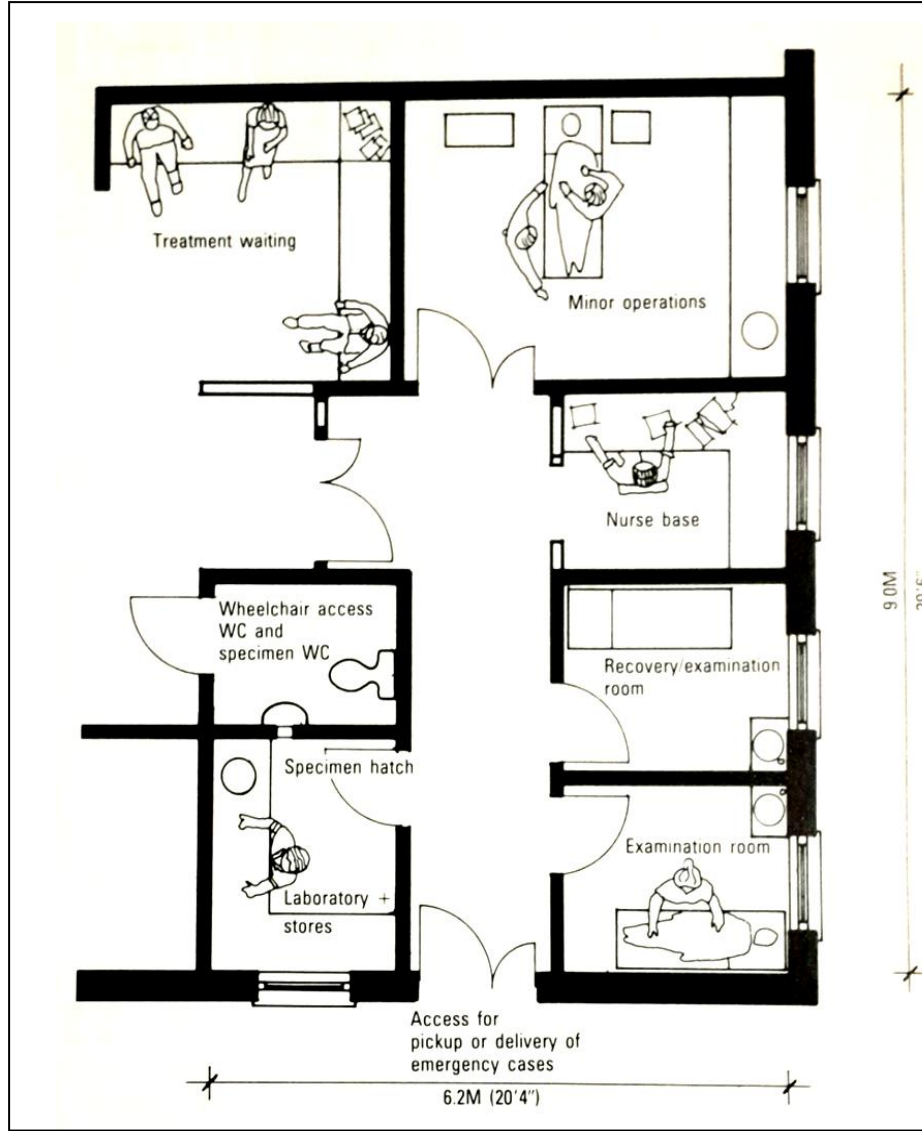 Treatment waiting
Minor operations
Nurse base
Wheelchair access
WC and
specimen WC
Recovery/examination
room
Specimen hatch
Examination room
Laboratory +
stores
Access for
pickup or delivery of
emergency cases
6.2M (20'4")
9.0M